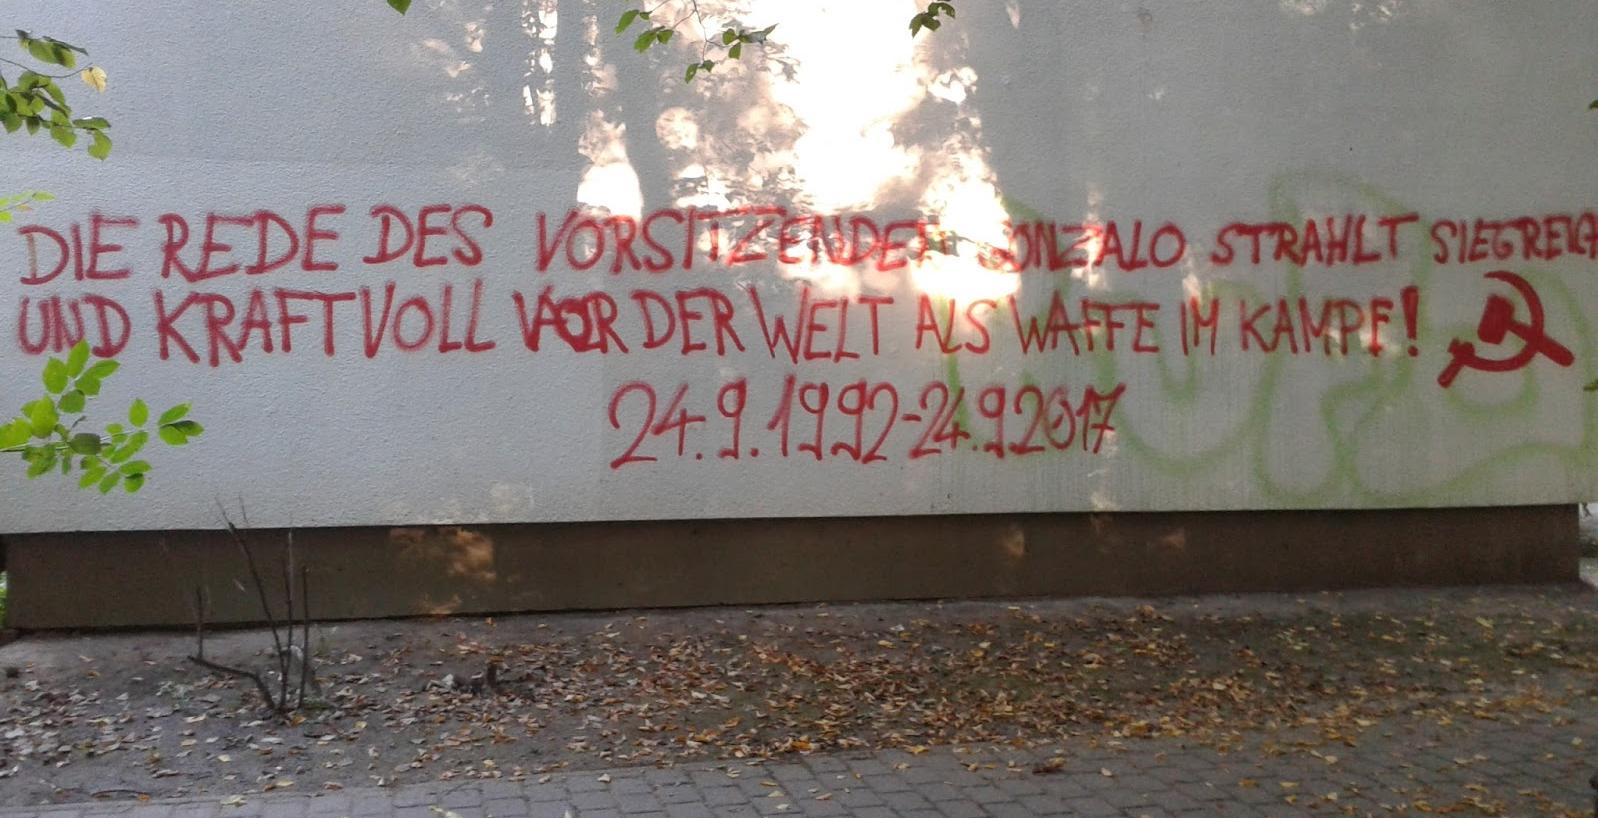 DIE REDE DES VORSITZENDEN GONZALO STRAHLT SIEGREICH
UND KRAFTVOLL VOR DER WELT ALS WAFFE IM KAMPF!
24.9.1992-24.9.2017